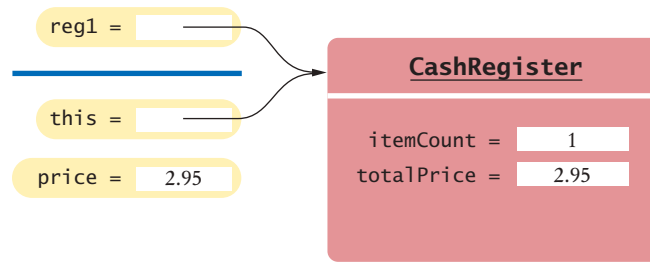 reg1 =
this =
price = 2.95
CashRegister
itemCount = 1
totalPrice = 2.95